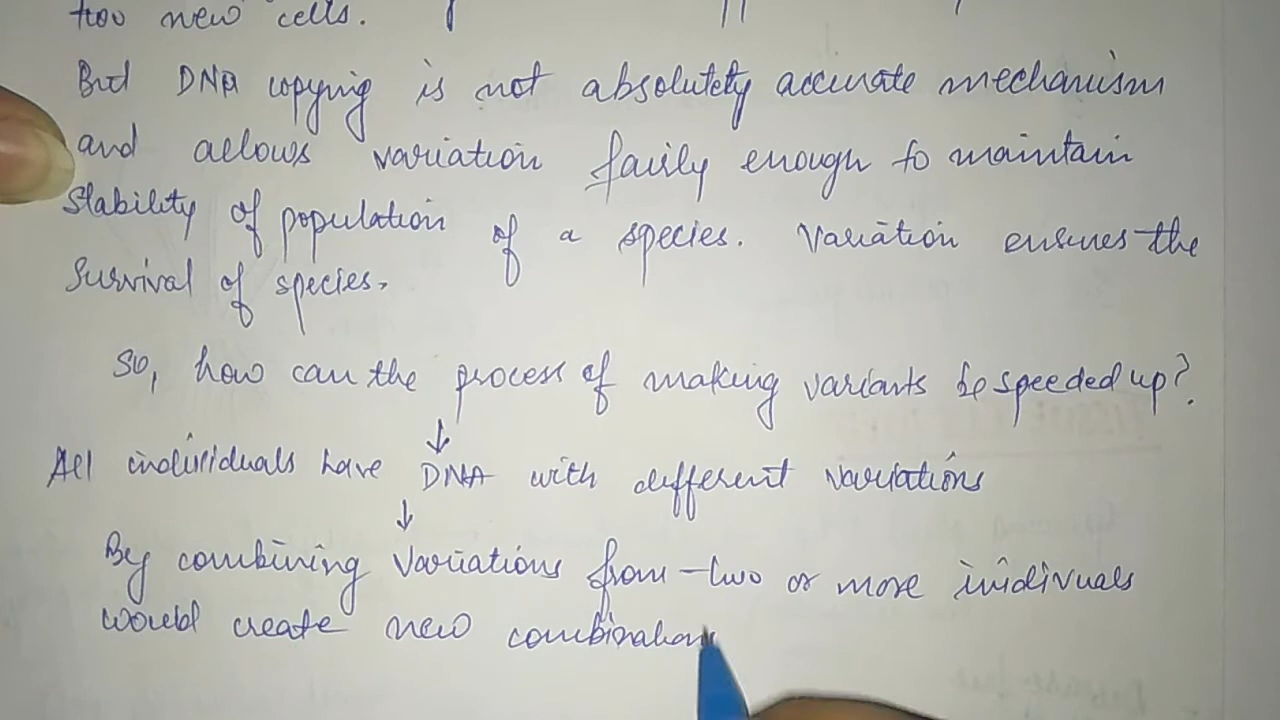 two new cells.
But DNA copying is not absolutely accurate mechanism
and allows variation fairly enough to maintain
stability of population of a species. Variation ensures the
survival of species.
So, how can the process of making variants be speeded up?
↓
All individuals have DNA with different variations
↓
By combining variations from two or more inidivuals
would create new combinations